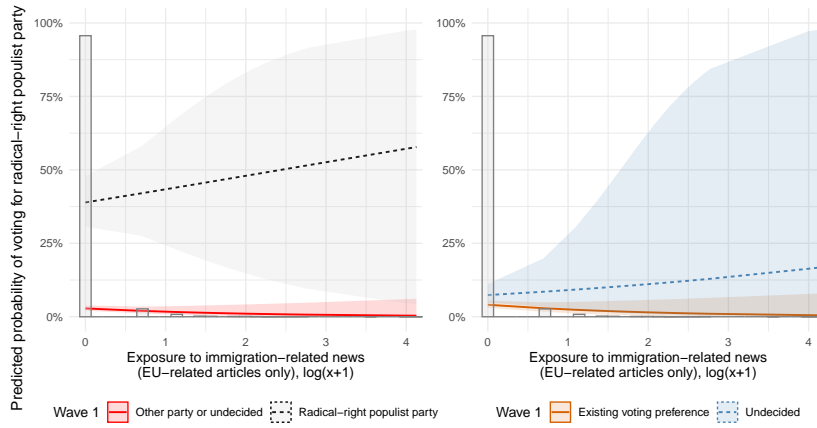 Predicted probability of voting for radical−right populist party
100%
75%
50%
25%
0%
0
1
2
3
4
Exposure to immigration−related news
(EU−related articles only), log(x+1)
Wave 1
Other party or undecided
Radical−right populist party
100%
75%
50%
25%
0%
0
1
2
3
4
Exposure to immigration−related news
(EU−related articles only), log(x+1)
Wave 1
Existing voting preference
Undecided